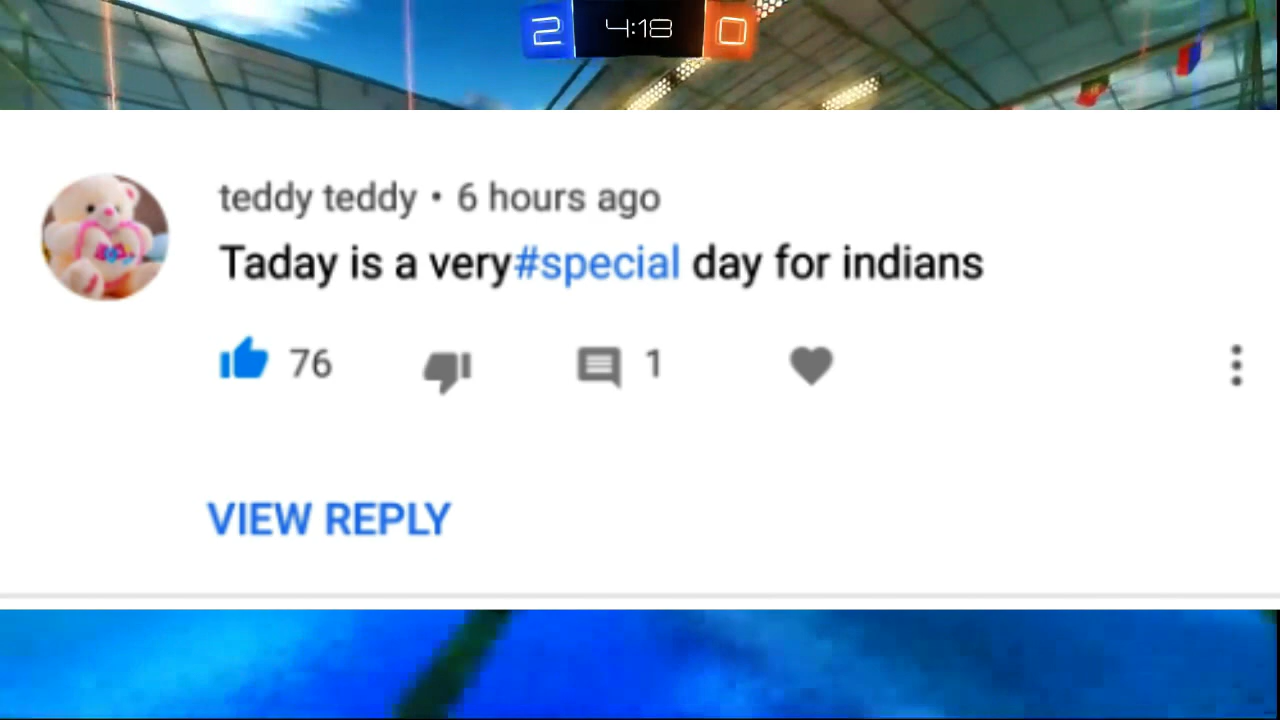 2 4:18 0
teddy teddy • 6 hours ago
Taday is a very#special day for indians
76 1
VIEW REPLY